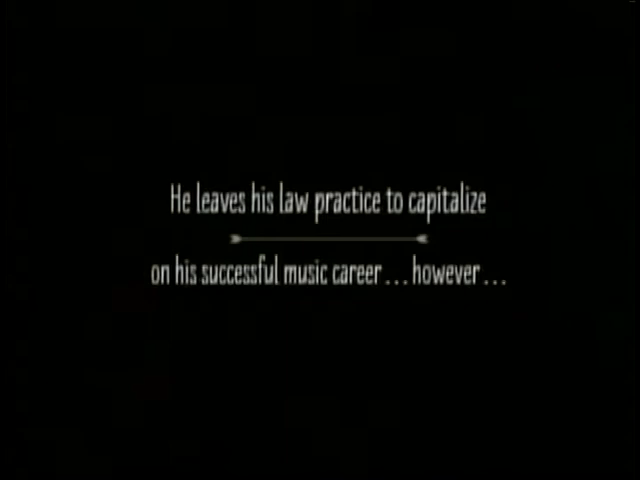 He leaves his law practice to capitalize
on his successful music career . . . however . . .